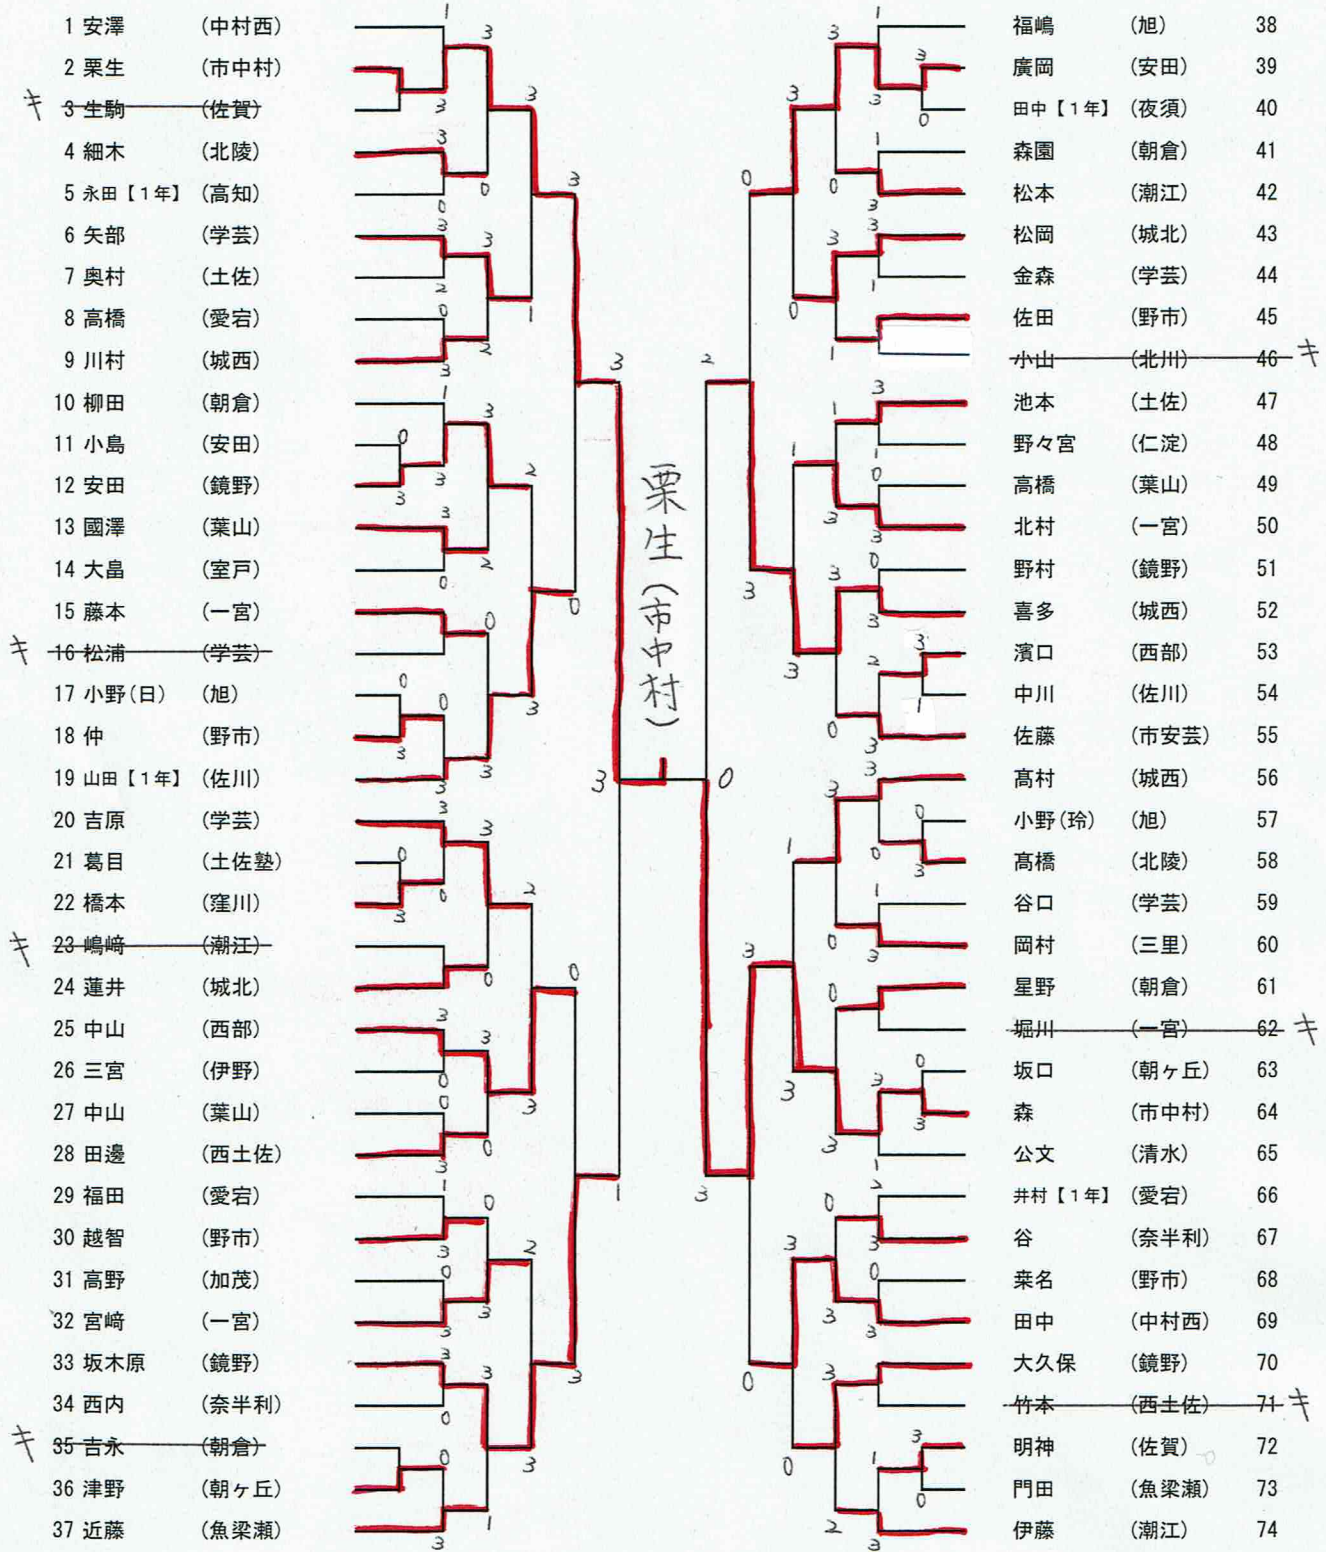 1 安澤 (中村西)
2 栗生 (市中村)
キ 3 生駒 (佐賀)
4 細木 (北陵)
5 永田【1年】 (高知)
6 矢部 (学芸)
7 奥村 (土佐)
8 高橋 (愛宕)
9 川村 (城西)
10 柳田 (朝倉)
11 小島 (安田)
12 安田 (鏡野)
13 國澤 (葉山)
14 大畠 (室戸)
15 藤本 (一宮)
キ 16 松浦 (学芸)
17 小野(日) (旭)
18 仲 (野市)
19 山田【1年】 (佐川)
20 吉原 (学芸)
21 葛目 (土佐塾)
22 橋本 (窪川)
キ 23 嶋﨑 (潮江)
24 蓮井 (城北)
25 中山 (西部)
26 三宮 (伊野)
27 中山 (葉山)
28 田邊 (西土佐)
29 福田 (愛宕)
30 越智 (野市)
31 高野 (加茂)
32 宮﨑 (一宮)
33 坂木原 (鏡野)
34 西内 (奈半利)
キ 35 吉永 (朝倉)
36 津野 (朝ヶ丘)
37 近藤 (魚梁瀬)
栗生(市中村)
福嶋 (旭) 38
廣岡 (安田) 39
田中【1年】 (夜須) 40
森園 (朝倉) 41
松本 (潮江) 42
松岡 (城北) 43
金森 (学芸) 44
佐田 (野市) 45
小山 (北川) 46 キ
池本 (土佐) 47
野々宮 (仁淀) 48
高橋 (葉山) 49
北村 (一宮) 50
野村 (鏡野) 51
喜多 (城西) 52
濱口 (西部) 53
中川 (佐川) 54
佐藤 (市安芸) 55
髙村 (城西) 56
小野(玲) (旭) 57
髙橋 (北陵) 58
谷口 (学芸) 59
岡村 (三里) 60
星野 (朝倉) 61
堀川 (一宮) 62 キ
坂口 (朝ヶ丘) 63
森 (市中村) 64
公文 (清水) 65
井村【1年】 (愛宕) 66
谷 (奈半利) 67
桒名 (野市) 68
田中 (中村西) 69
大久保 (鏡野) 70
竹本 (西土佐) 71 キ
明神 (佐賀) 72
門田 (魚梁瀬) 73
伊藤 (潮江) 74